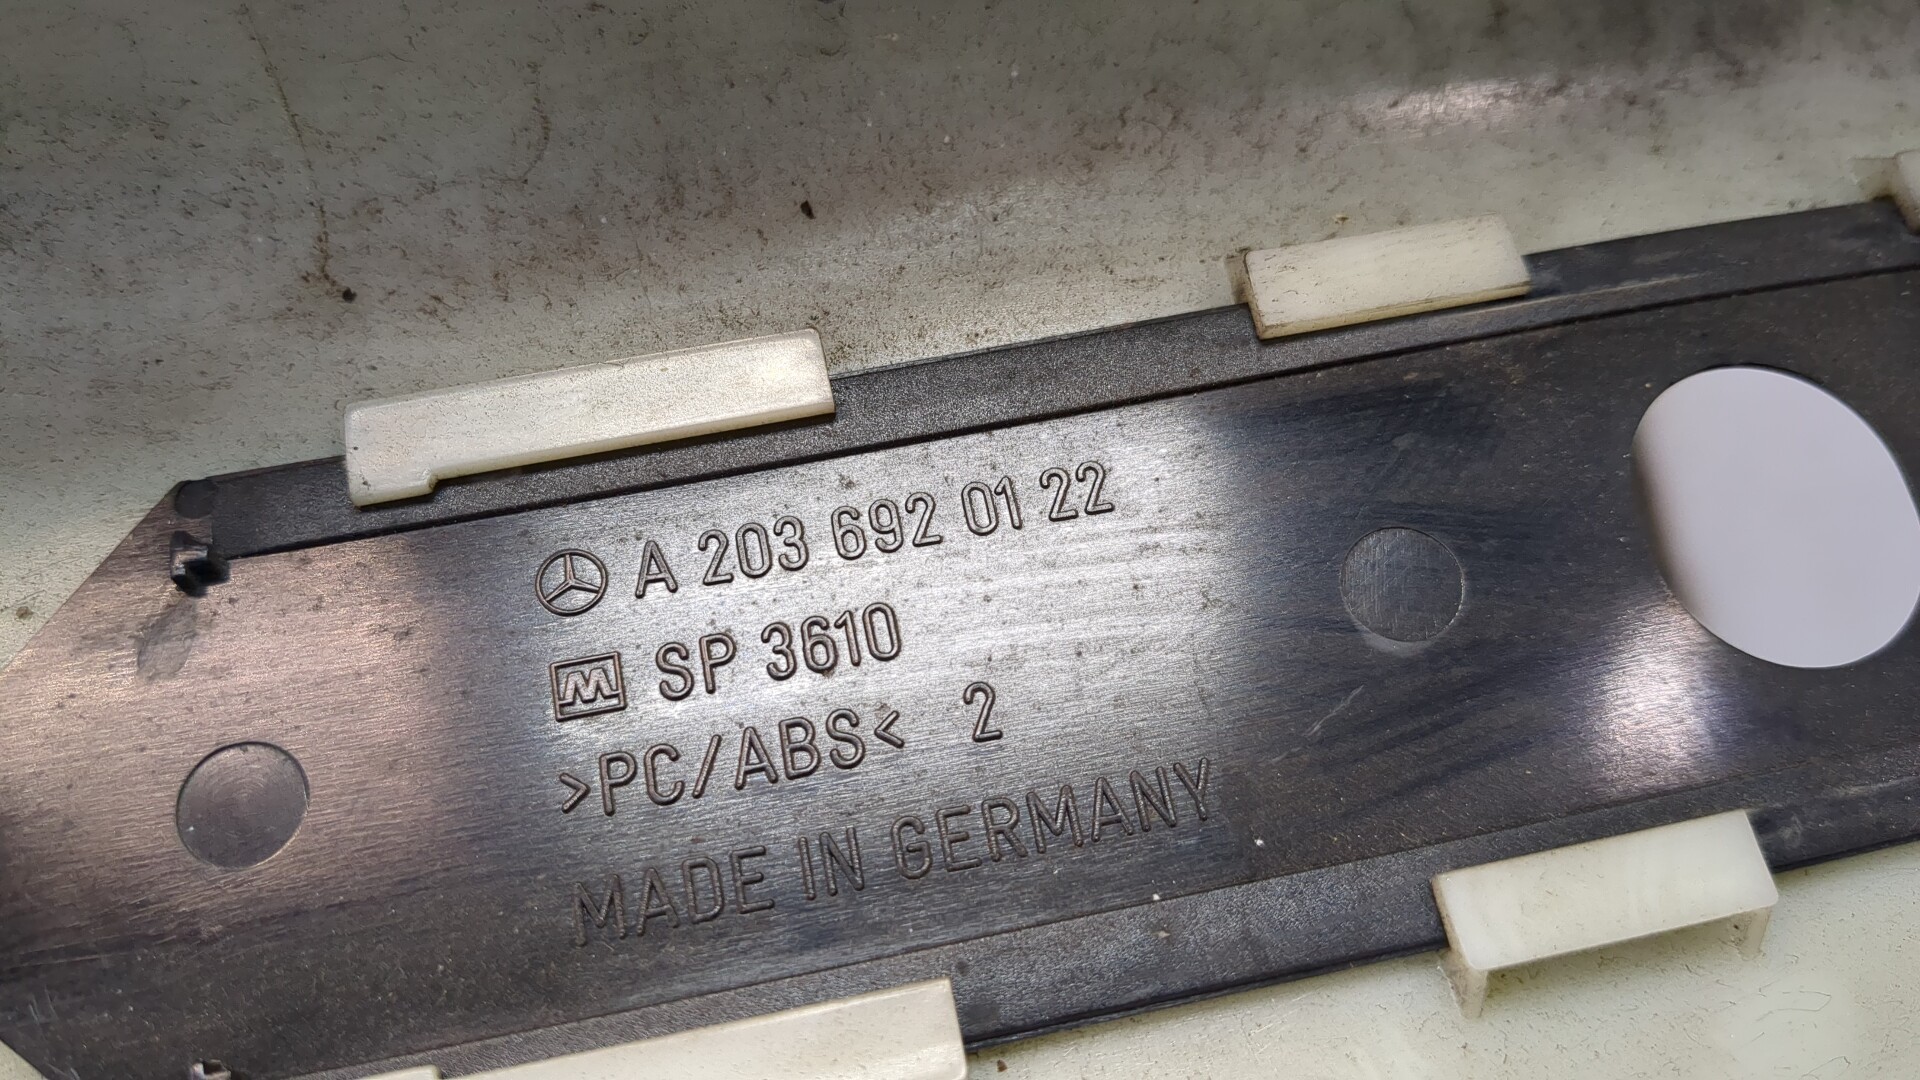 A 203 692 01 22
M SP 3610
>PC/ABS< 2
MADE IN GERMANY